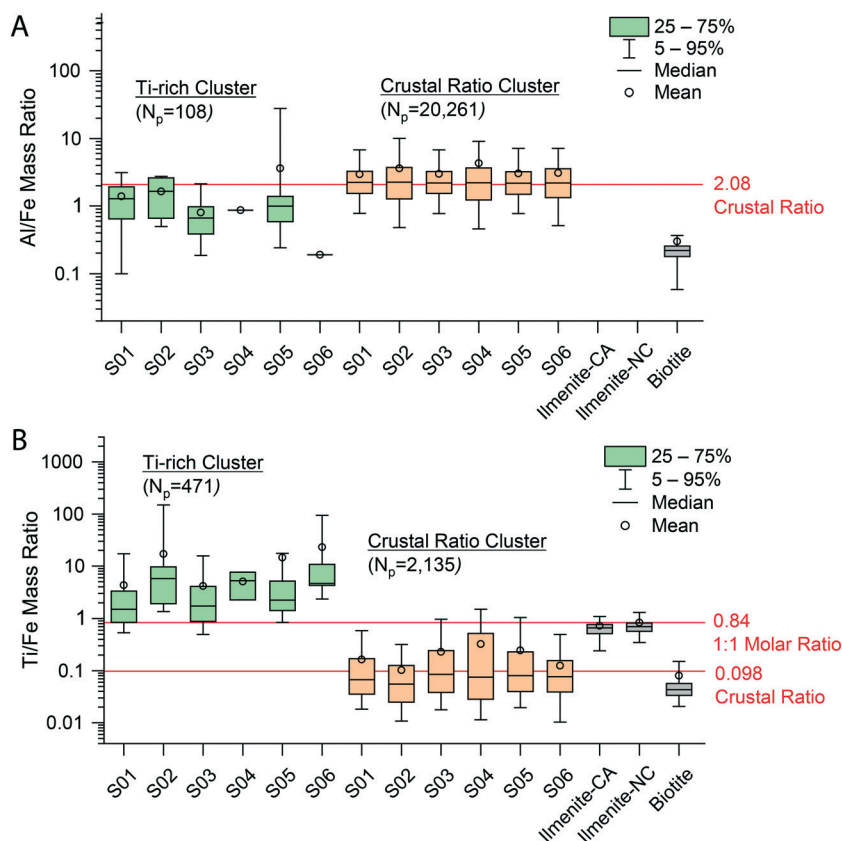 A
Al/Fe Mass Ratio
100
10
1
0.1
Ti-rich Cluster
(Np=108)
Crustal Ratio Cluster
(Np=20,261)
25 – 75%
5 – 95%
Median
Mean
2.08
Crustal Ratio
S01
S02
S03
S04
S05
S06
S01
S02
S03
S04
S05
S06
Ilmenite-CA
Ilmenite-NC
Biotite
B
Ti/Fe Mass Ratio
1000
100
10
1
0.1
0.01
Ti-rich Cluster
(Np=471)
Crustal Ratio Cluster
(Np=2,135)
25 – 75%
5 – 95%
Median
Mean
0.84
1:1 Molar Ratio
0.098
Crustal Ratio
S01
S02
S03
S04
S05
S06
S01
S02
S03
S04
S05
S06
Ilmenite-CA
Ilmenite-NC
Biotite